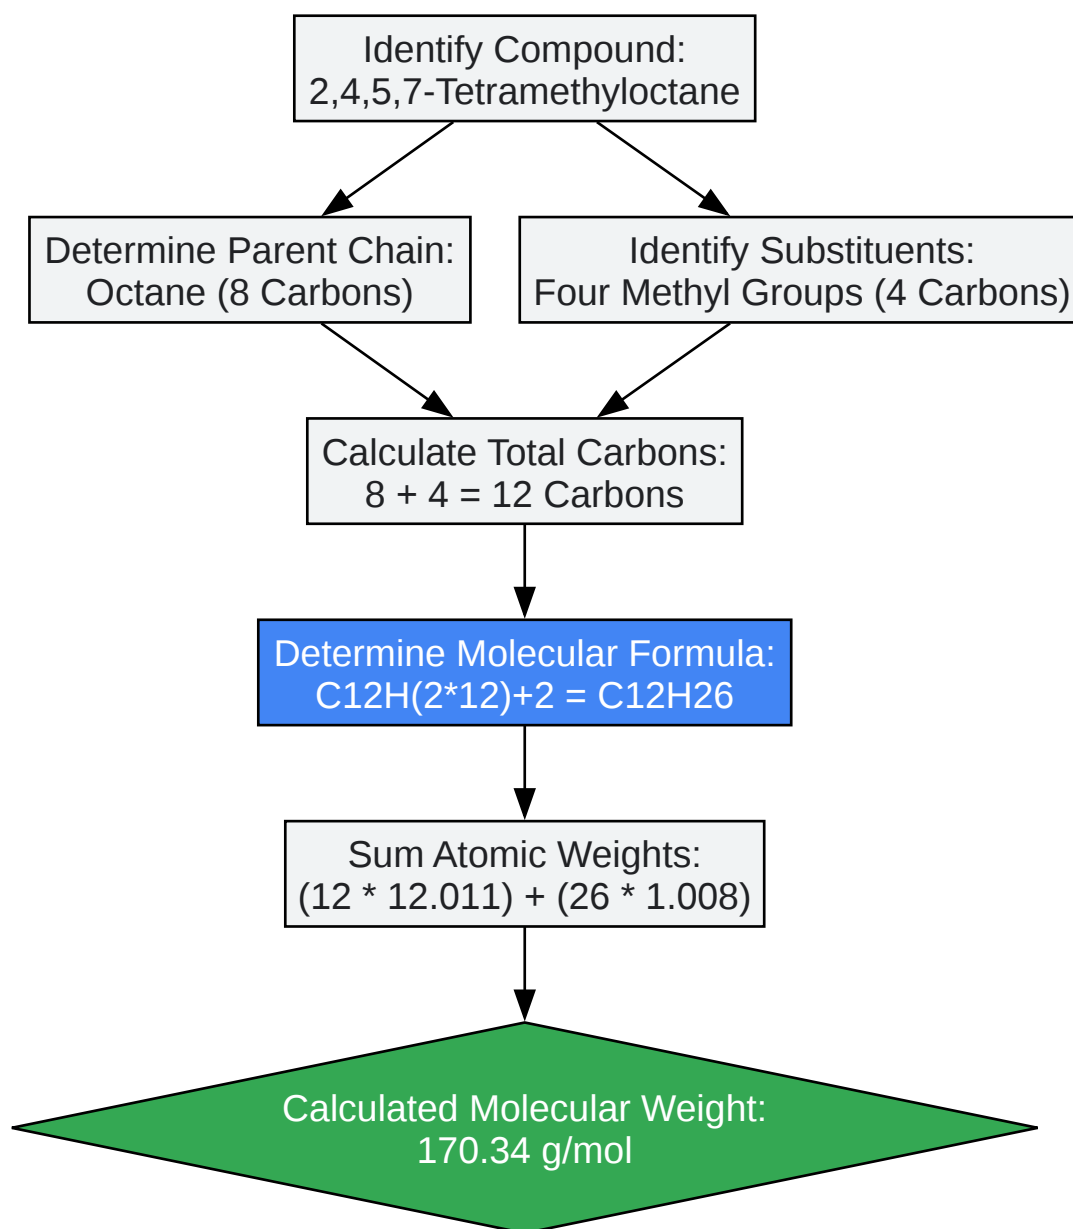 Identify Compound:
2,4,5,7-Tetramethyloctane
Determine Parent Chain:
Octane (8 Carbons)
Identify Substituents:
Four Methyl Groups (4 Carbons)
Calculate Total Carbons:
8 + 4 = 12 Carbons
Determine Molecular Formula:
C12H(2*12)+2 = C12H26
Sum Atomic Weights:
(12 * 12.011) + (26 * 1.008)
Calculated Molecular Weight:
170.34 g/mol